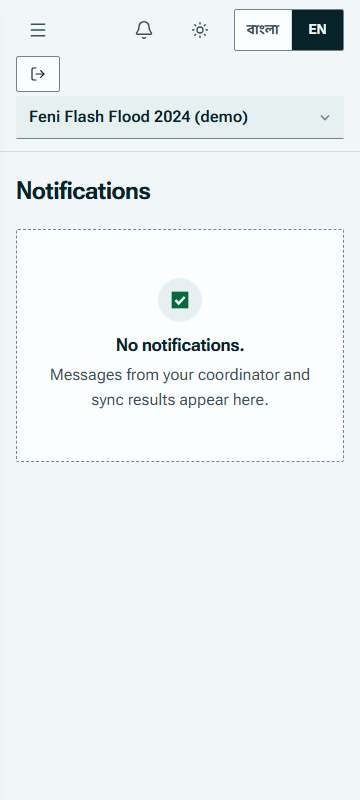 বাংলা EN
Feni Flash Flood 2024 (demo)
Notifications
No notifications.
Messages from your coordinator and
sync results appear here.